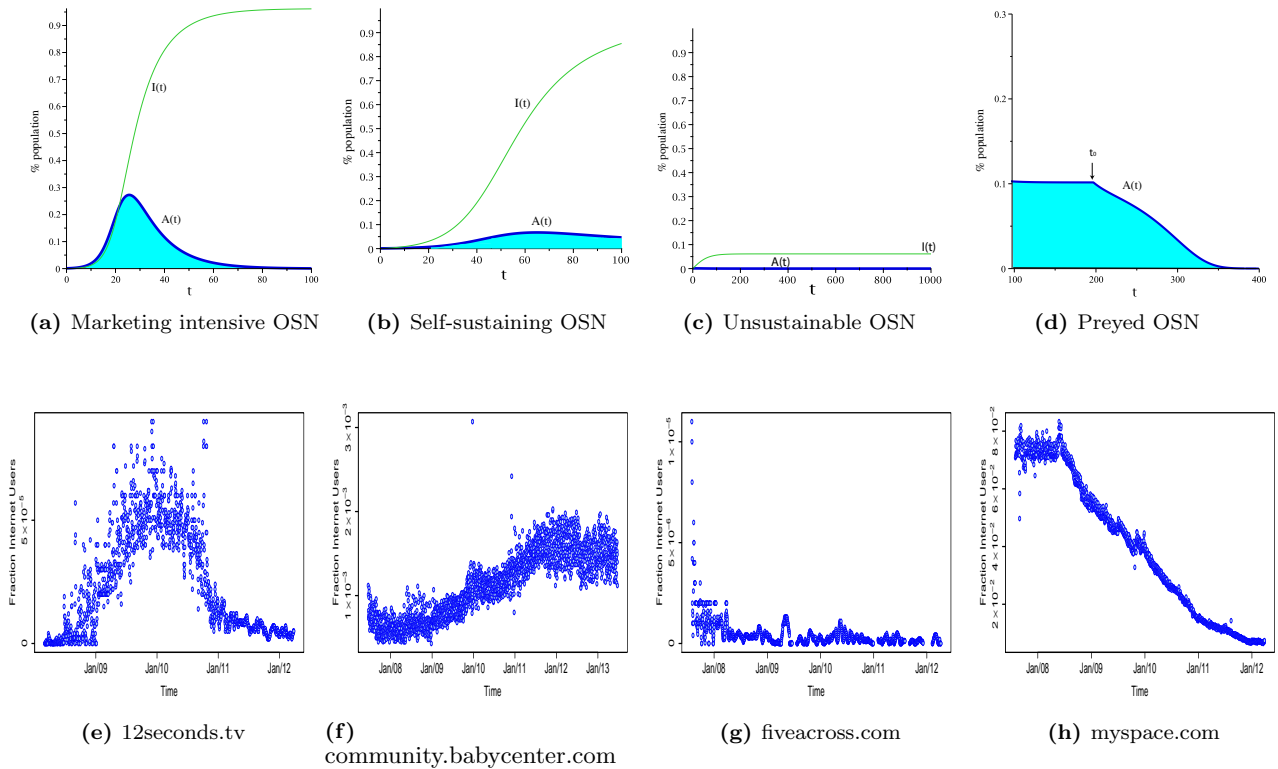 0.9
0.8
0.7
0.6
0.5
0.4
0.3
0.2
0.1
0
% population
I(t)
A(t)
0 20 40 60 80 100
t
(a) Marketing intensive OSN
1
0.9
0.8
0.7
0.6
0.5
0.4
0.3
0.2
0.1
0
% population
I(t)
A(t)
0 20 40 60 80 100
t
(b) Self-sustaining OSN
0.9
0.8
0.7
0.6
0.5
0.4
0.3
0.2
0.1
0
% population
I(t)
A(t)
0 200 400 600 800 1000
t
(c) Unsustainable OSN
0.3
0.2
0.1
0
% population
t₀
A(t)
100 200 300 400
t
(d) Preyed OSN
Fraction Internet Users
5 × 10⁻⁵
0
Jan/09 Jan/10 Jan/11 Jan/12
Time
(e) 12seconds.tv
Fraction Internet Users
3 × 10⁻³
2 × 10⁻³
1 × 10⁻³
Jan/08 Jan/09 Jan/10 Jan/11 Jan/12 Jan/13
Time
(f)
community.babycenter.com
Fraction Internet Users
1 × 10⁻⁵
5 × 10⁻⁶
0
Jan/08 Jan/09 Jan/10 Jan/11 Jan/12
Time
(g) fiveacross.com
Fraction Internet Users
8 × 10⁻²
6 × 10⁻²
4 × 10⁻²
2 × 10⁻²
Jan/08 Jan/09 Jan/10 Jan/11 Jan/12
Time
(h) myspace.com